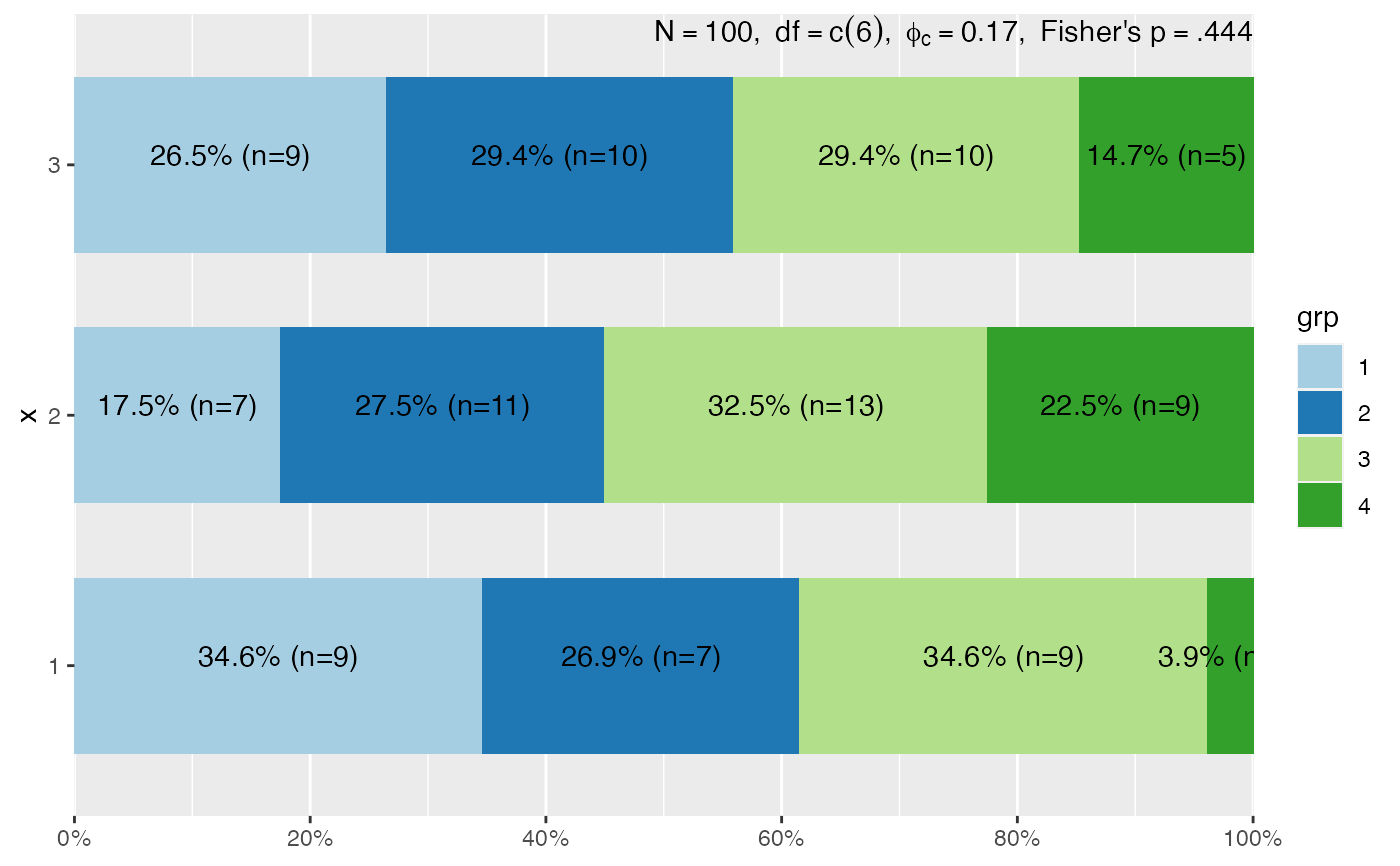 N = 100, df = c(6), ϕc = 0.17, Fisher's p = .444
3
26.5% (n=9) 29.4% (n=10) 29.4% (n=10) 14.7% (n=5)
grp
1
2
3
4
x
2
17.5% (n=7) 27.5% (n=11) 32.5% (n=13) 22.5% (n=9)
1
34.6% (n=9) 26.9% (n=7) 34.6% (n=9) 3.9% (n
0% 20% 40% 60% 80% 100%